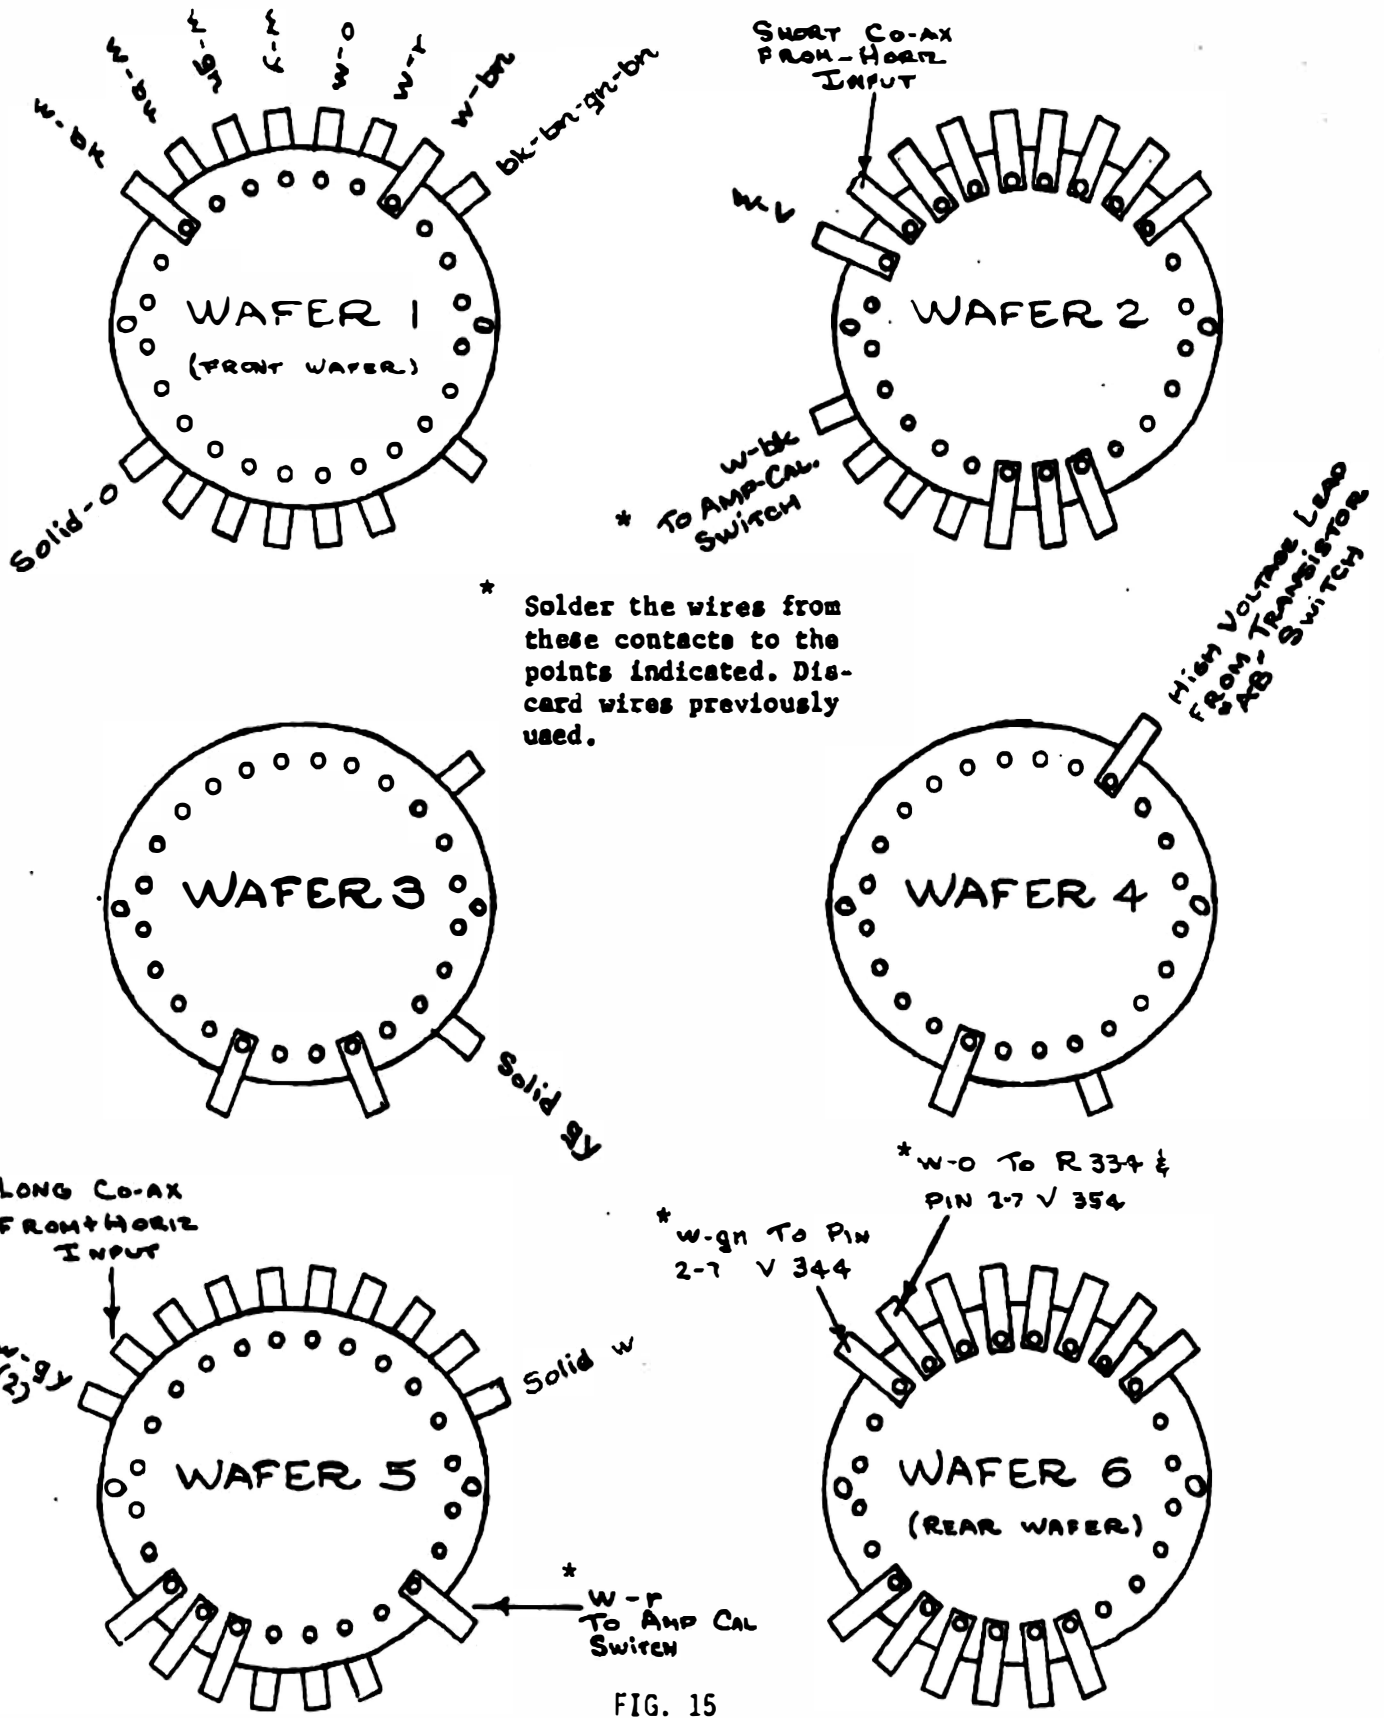 w-bk
w-bu
w-gn
w-y
w-o
w-r
w-bn
bk-bn-gn-bn
WAFER 1
(FRONT WAFER)
Solid-o
SHORT CO-AX
FROM-HORIZ
INPUT
w-v
WAFER 2
w-bk
* TO AMP-CAL.
SWITCH
* Solder the wires from
these contacts to the
points indicated. Dis-
card wires previously
used.
HIGH VOLTAGE LEAD
FROM TRANSISTOR
SWITCH
WAFER 3
Solid gy
WAFER 4
LONG CO-AX
FROM+HORIZ
INPUT
w-gy
(2)
Solid w
WAFER 5
* w-r
TO AMP CAL
SWITCH
* w-o TO R 334 &
PIN 2-7 V 354
* w-gn TO PIN
2-7 V 344
WAFER 6
(REAR WAFER)
FIG. 15